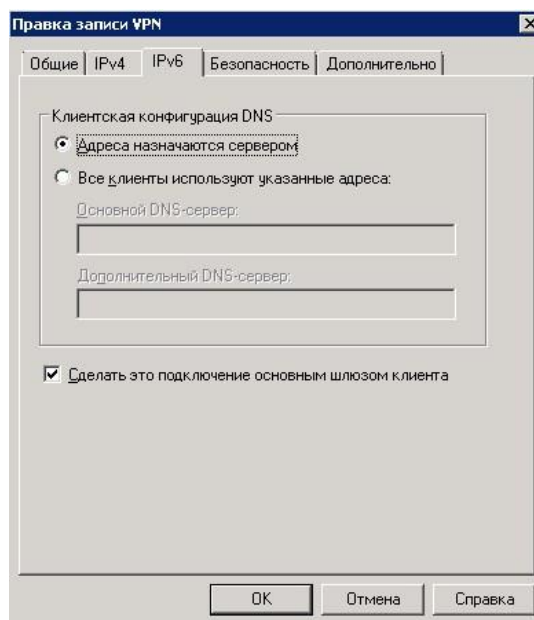 Правка записи VPN
Общие IPv4 IPv6 Безопасность Дополнительно
Клиентская конфигурация DNS
Адреса назначаются сервером
Все клиенты используют указанные адреса:
Основной DNS-сервер:
Дополнительный DNS-сервер:
Сделать это подключение основным шлюзом клиента
OK Отмена Справка